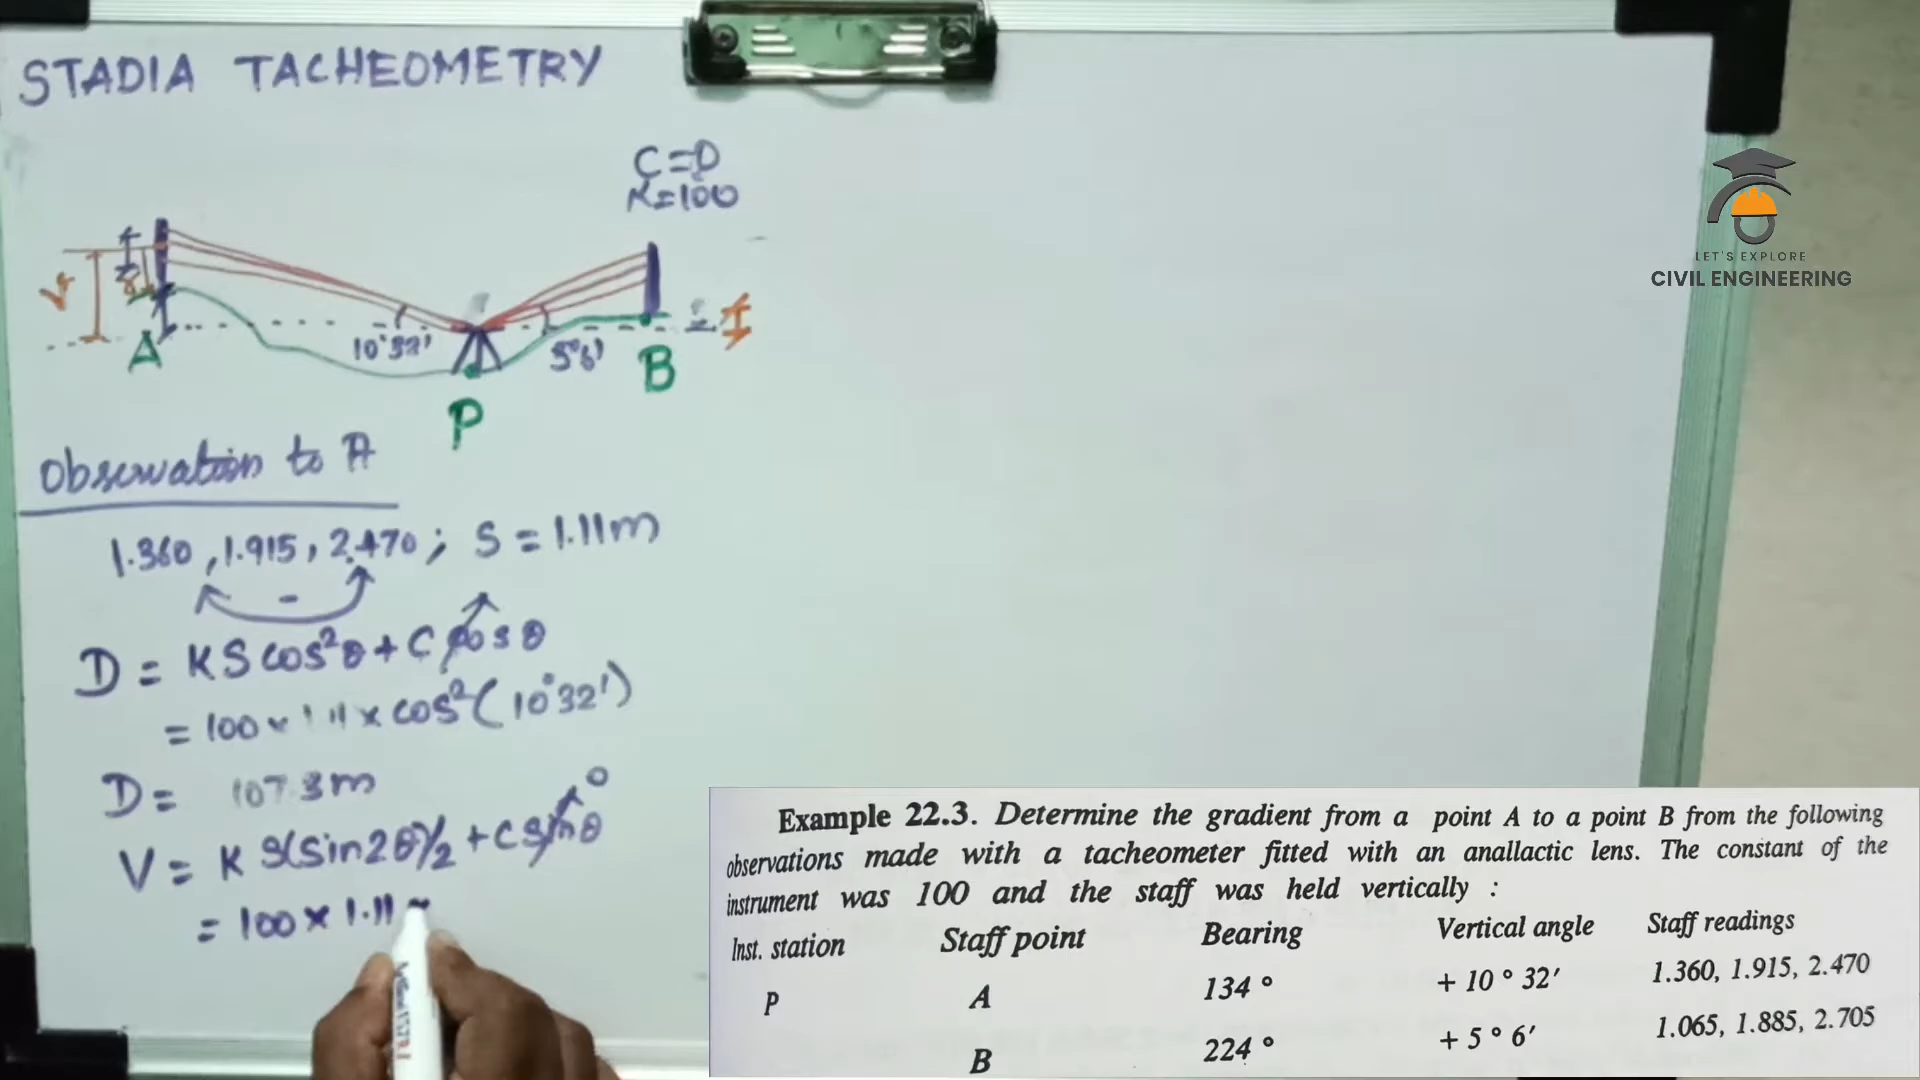 STADIA TACHEOMETRY
C=0
K=100
V
A
10°32'
5°6'
B
P
Observation to A
1.360, 1.915, 2.470; S = 1.11m
D = KS cos²θ + C cosθ
= 100 × 1.11 × cos²(10°32')
D = 107.3m
V = K S(sin2θ)/2 + C sinθ
0
= 100 × 1.11 ×
LET'S EXPLORE
CIVIL ENGINEERING
Example 22.3. Determine the gradient from a point A to a point B from the following
observations made with a tacheometer fitted with an anallactic lens. The constant of the
instrument was 100 and the staff was held vertically :
Inst. station Staff point Bearing Vertical angle Staff readings
P A 134 ° + 10 ° 32′ 1.360, 1.915, 2.470
B 224 ° + 5 ° 6′ 1.065, 1.885, 2.705